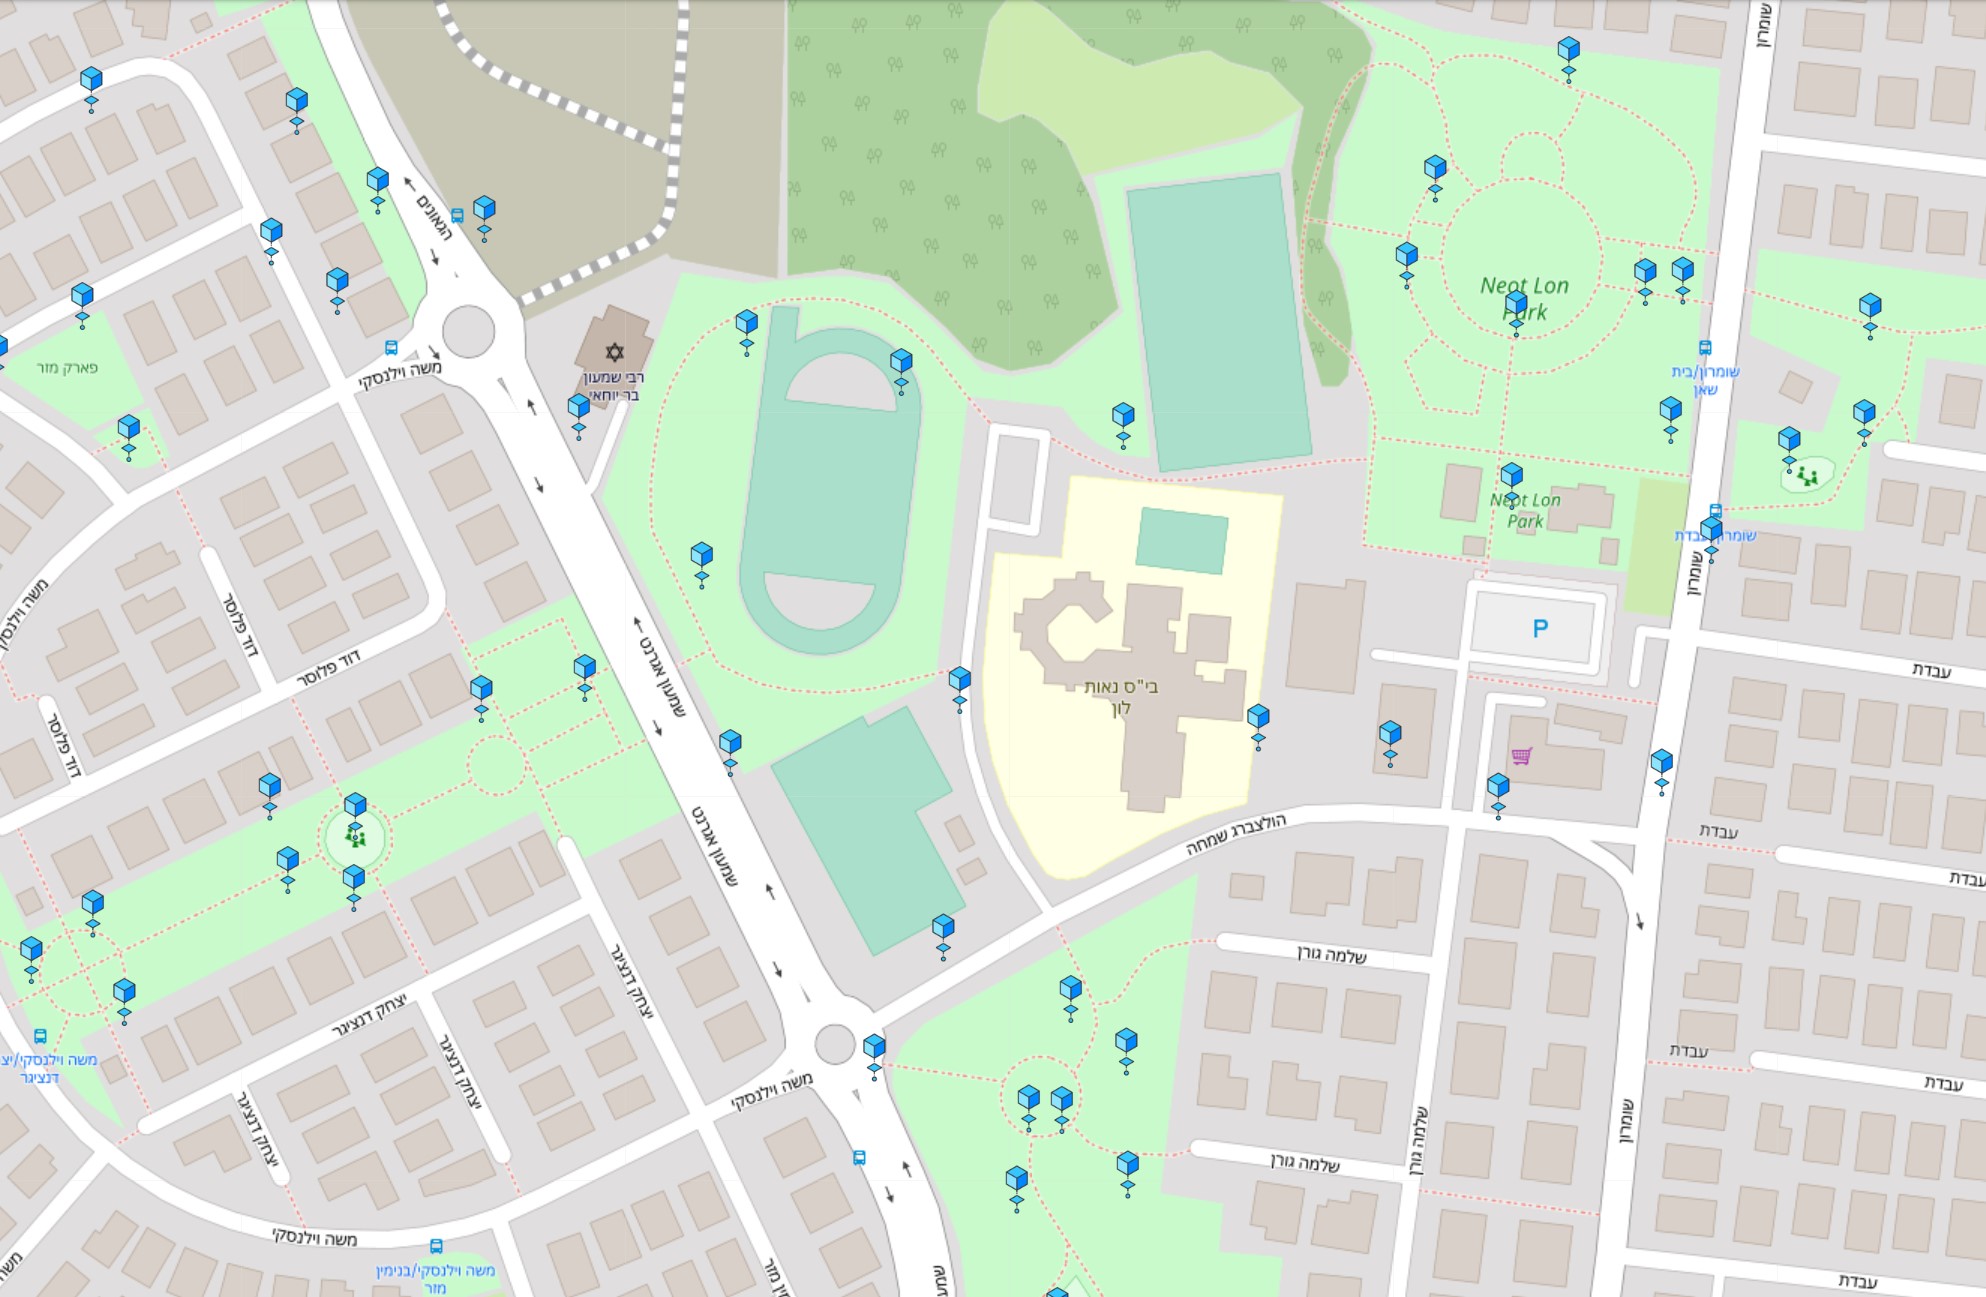 שומרון
הגאונים
Neot Lon
Park
פארק מזר
משה וילנסקי
רבי שמעון
בר יוחאי
שומרון/בית
שאן
Neot Lon
Park
שומרון/עבדת
שומרון
משה וילנסקי
דוד פלוסר
דוד פלוסר
דוד פלוסר
שמעון אגרנט
בי"ס נאות
לון
P
עבדת
שמעון אגרנט
הולצברג שמחה
עבדת
עבדת
שלמה גורן
יצחק דנציגר
יצחק דנציגר
יצחק דנציגר
יצחק דנציגר
משה וילנסקי/יצ
דנציגר
משה וילנסקי
עבדת
עבדת
שומרון
שלמה גורן
שלמה גורן
משה וילנסקי
משה וילנסקי/בנימין
מזר
עבדת